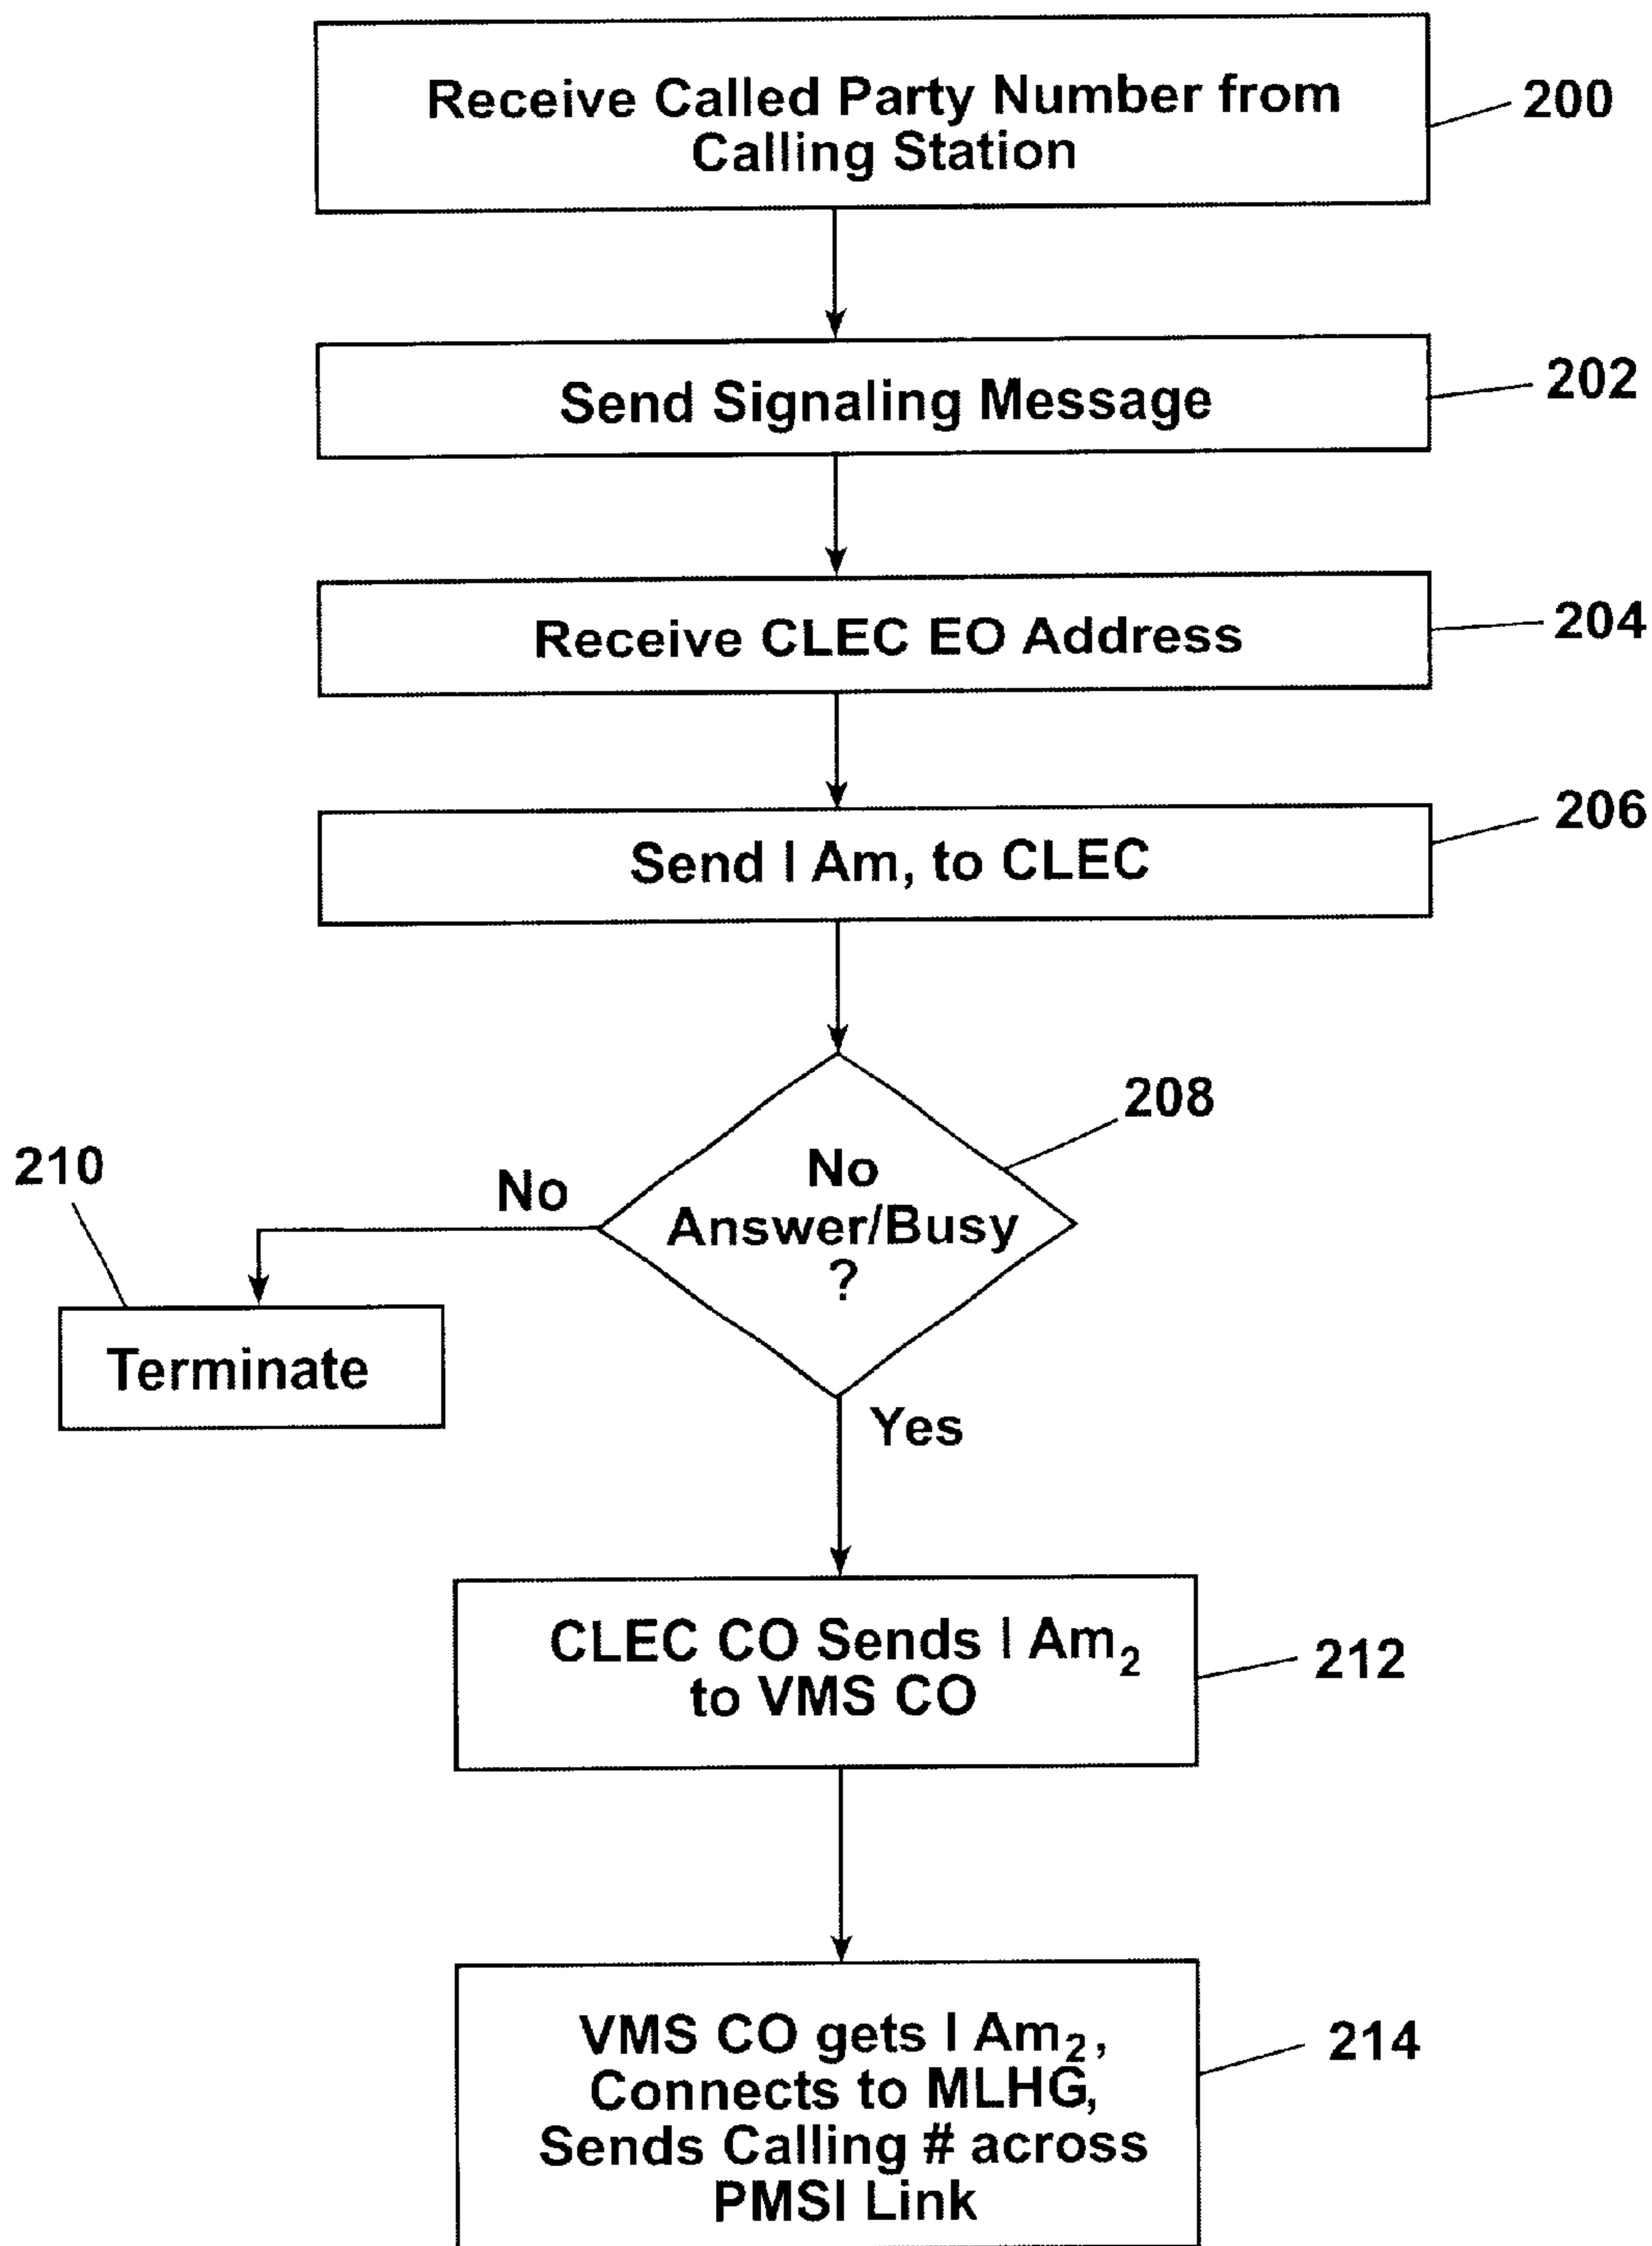 Receive Called Party Number from
Calling Station
200
Send Signaling Message
202
Receive CLEC EO Address
204
Send I Am, to CLEC
206
No
Answer/Busy
?
208
No
210
Terminate
Yes
CLEC CO Sends I Am₂
to VMS CO
212
VMS CO gets I Am₂,
Connects to MLHG,
Sends Calling # across
PMSI Link
214